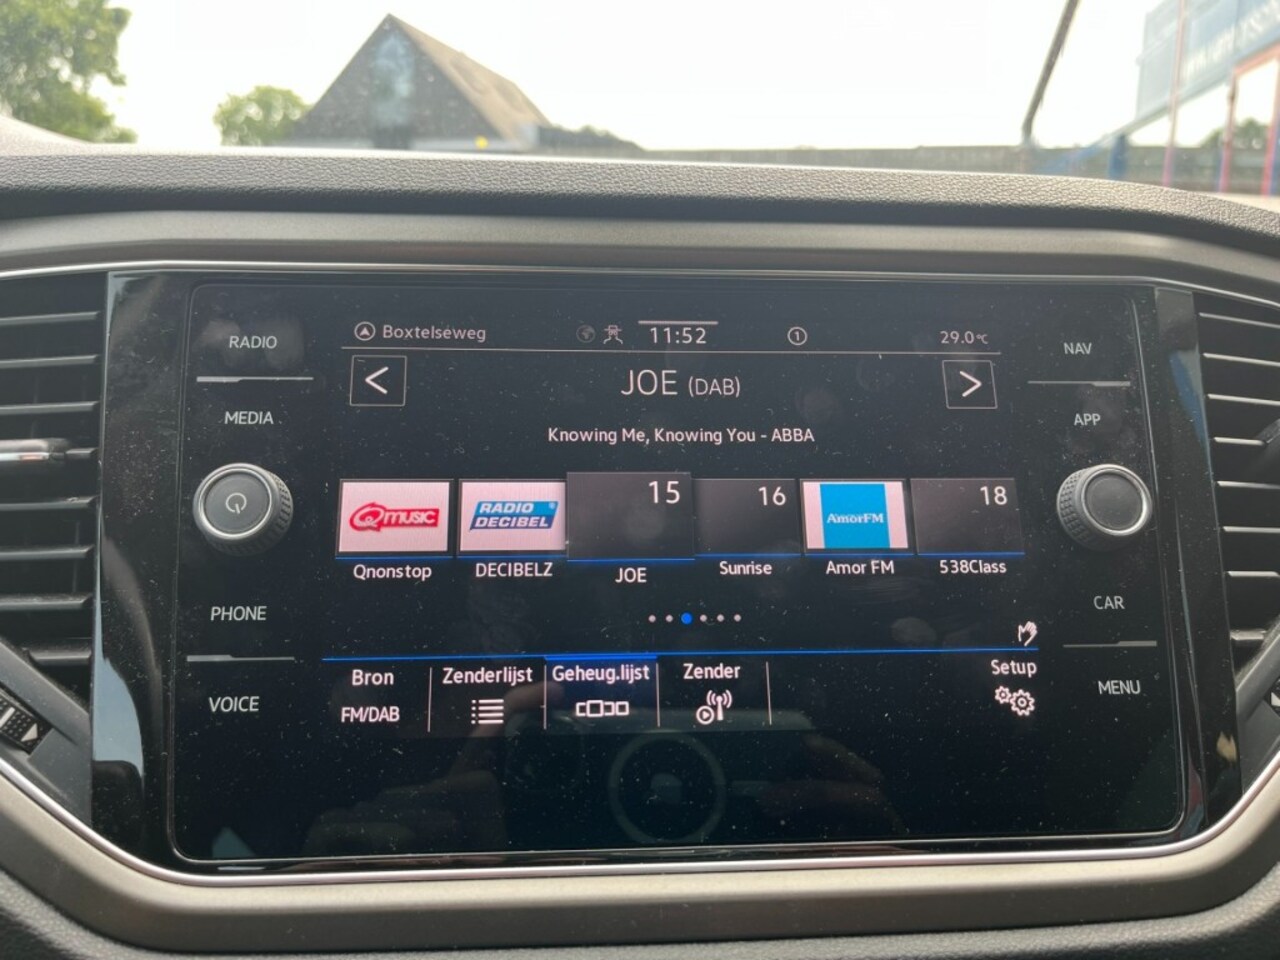 RADIO
MEDIA
PHONE
VOICE
Boxtelseweg
11:52
1
29.0°C
JOE (DAB)
Knowing Me, Knowing You - ABBA
Qmusic
RADIO DECIBEL
15
16
AmorFM
18
Qnonstop
DECIBELZ
JOE
Sunrise
Amor FM
538Class
Bron
FM/DAB
Zenderlijst
Geheug.lijst
Zender
Setup
NAV
APP
CAR
MENU